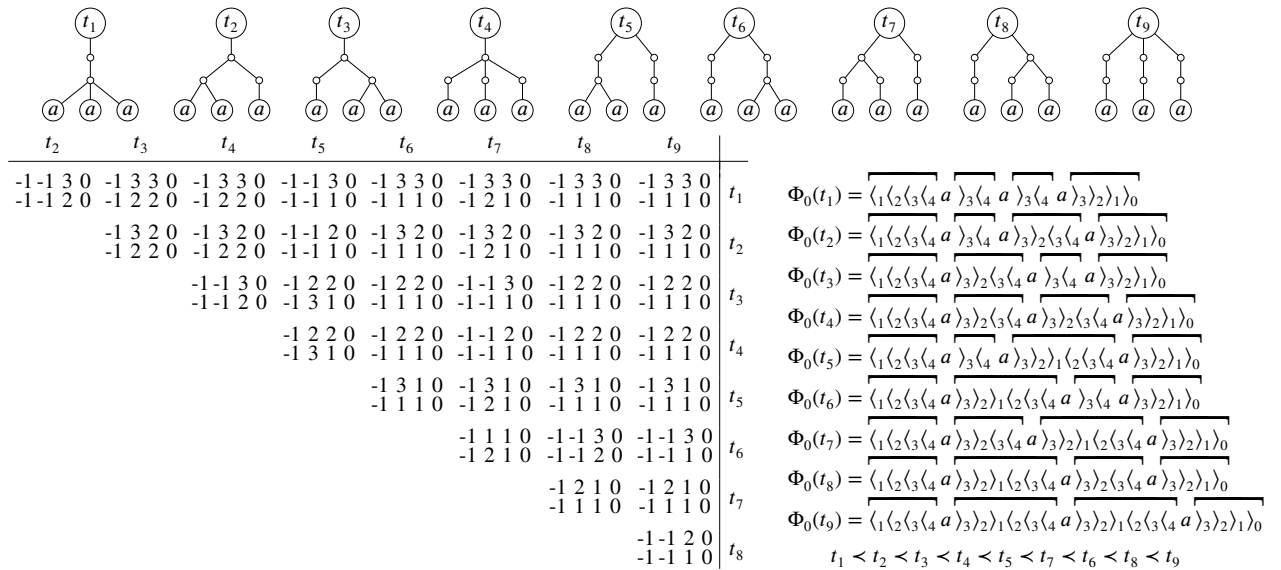 t₁ t₂ t₃ t₄ t₅ t₆ t₇ t₈ t₉
a a a a a a a a a a a a a a a a a a a a a a a a a a a
t₂ t₃ t₄ t₅ t₆ t₇ t₈ t₉
-1 -1 3 0 -1 3 3 0 -1 3 3 0 -1 -1 3 0 -1 3 3 0 -1 3 3 0 -1 3 3 0 -1 3 3 0
-1 -1 2 0 -1 2 2 0 -1 2 2 0 -1 -1 1 0 -1 1 1 0 -1 2 1 0 -1 1 1 0 -1 1 1 0
t₁
-1 3 2 0 -1 3 2 0 -1 -1 2 0 -1 3 2 0 -1 3 2 0 -1 3 2 0 -1 3 2 0
-1 2 2 0 -1 2 2 0 -1 -1 1 0 -1 1 1 0 -1 2 1 0 -1 1 1 0 -1 1 1 0
t₂
-1 -1 3 0 -1 2 2 0 -1 2 2 0 -1 -1 3 0 -1 2 2 0 -1 2 2 0
-1 -1 2 0 -1 3 1 0 -1 1 1 0 -1 -1 1 0 -1 1 1 0 -1 1 1 0
t₃
-1 2 2 0 -1 2 2 0 -1 -1 2 0 -1 2 2 0 -1 2 2 0
-1 3 1 0 -1 1 1 0 -1 -1 1 0 -1 1 1 0 -1 1 1 0
t₄
-1 3 1 0 -1 3 1 0 -1 3 1 0 -1 3 1 0
-1 1 1 0 -1 2 1 0 -1 1 1 0 -1 1 1 0
t₅
-1 1 1 0 -1 -1 3 0 -1 -1 3 0
-1 2 1 0 -1 -1 2 0 -1 -1 1 0
t₆
-1 2 1 0 -1 2 1 0
-1 1 1 0 -1 1 1 0
t₇
-1 -1 2 0
-1 -1 1 0
t₈
Φ₀(t₁) = ⟨₁⟨₂⟨₃⟨₄ a ⟩₃⟨₄ a ⟩₃⟨₄ a ⟩₃⟩₂⟩₁⟩₀
Φ₀(t₂) = ⟨₁⟨₂⟨₃⟨₄ a ⟩₃⟨₄ a ⟩₃⟩₂⟨₃⟨₄ a ⟩₃⟩₂⟩₁⟩₀
Φ₀(t₃) = ⟨₁⟨₂⟨₃⟨₄ a ⟩₃⟩₂⟨₃⟨₄ a ⟩₃⟨₄ a ⟩₃⟩₂⟩₁⟩₀
Φ₀(t₄) = ⟨₁⟨₂⟨₃⟨₄ a ⟩₃⟩₂⟨₃⟨₄ a ⟩₃⟩₂⟨₃⟨₄ a ⟩₃⟩₂⟩₁⟩₀
Φ₀(t₅) = ⟨₁⟨₂⟨₃⟨₄ a ⟩₃⟨₄ a ⟩₃⟩₂⟩₁⟨₂⟨₃⟨₄ a ⟩₃⟩₂⟩₁⟩₀
Φ₀(t₆) = ⟨₁⟨₂⟨₃⟨₄ a ⟩₃⟩₂⟩₁⟨₂⟨₃⟨₄ a ⟩₃⟨₄ a ⟩₃⟩₂⟩₁⟩₀
Φ₀(t₇) = ⟨₁⟨₂⟨₃⟨₄ a ⟩₃⟩₂⟨₃⟨₄ a ⟩₃⟩₂⟩₁⟨₂⟨₃⟨₄ a ⟩₃⟩₂⟩₁⟩₀
Φ₀(t₈) = ⟨₁⟨₂⟨₃⟨₄ a ⟩₃⟩₂⟩₁⟨₂⟨₃⟨₄ a ⟩₃⟩₂⟨₃⟨₄ a ⟩₃⟩₂⟩₁⟩₀
Φ₀(t₉) = ⟨₁⟨₂⟨₃⟨₄ a ⟩₃⟩₂⟩₁⟨₂⟨₃⟨₄ a ⟩₃⟩₂⟩₁⟨₂⟨₃⟨₄ a ⟩₃⟩₂⟩₁⟩₀
t₁ ≺ t₂ ≺ t₃ ≺ t₄ ≺ t₅ ≺ t₇ ≺ t₆ ≺ t₈ ≺ t₉